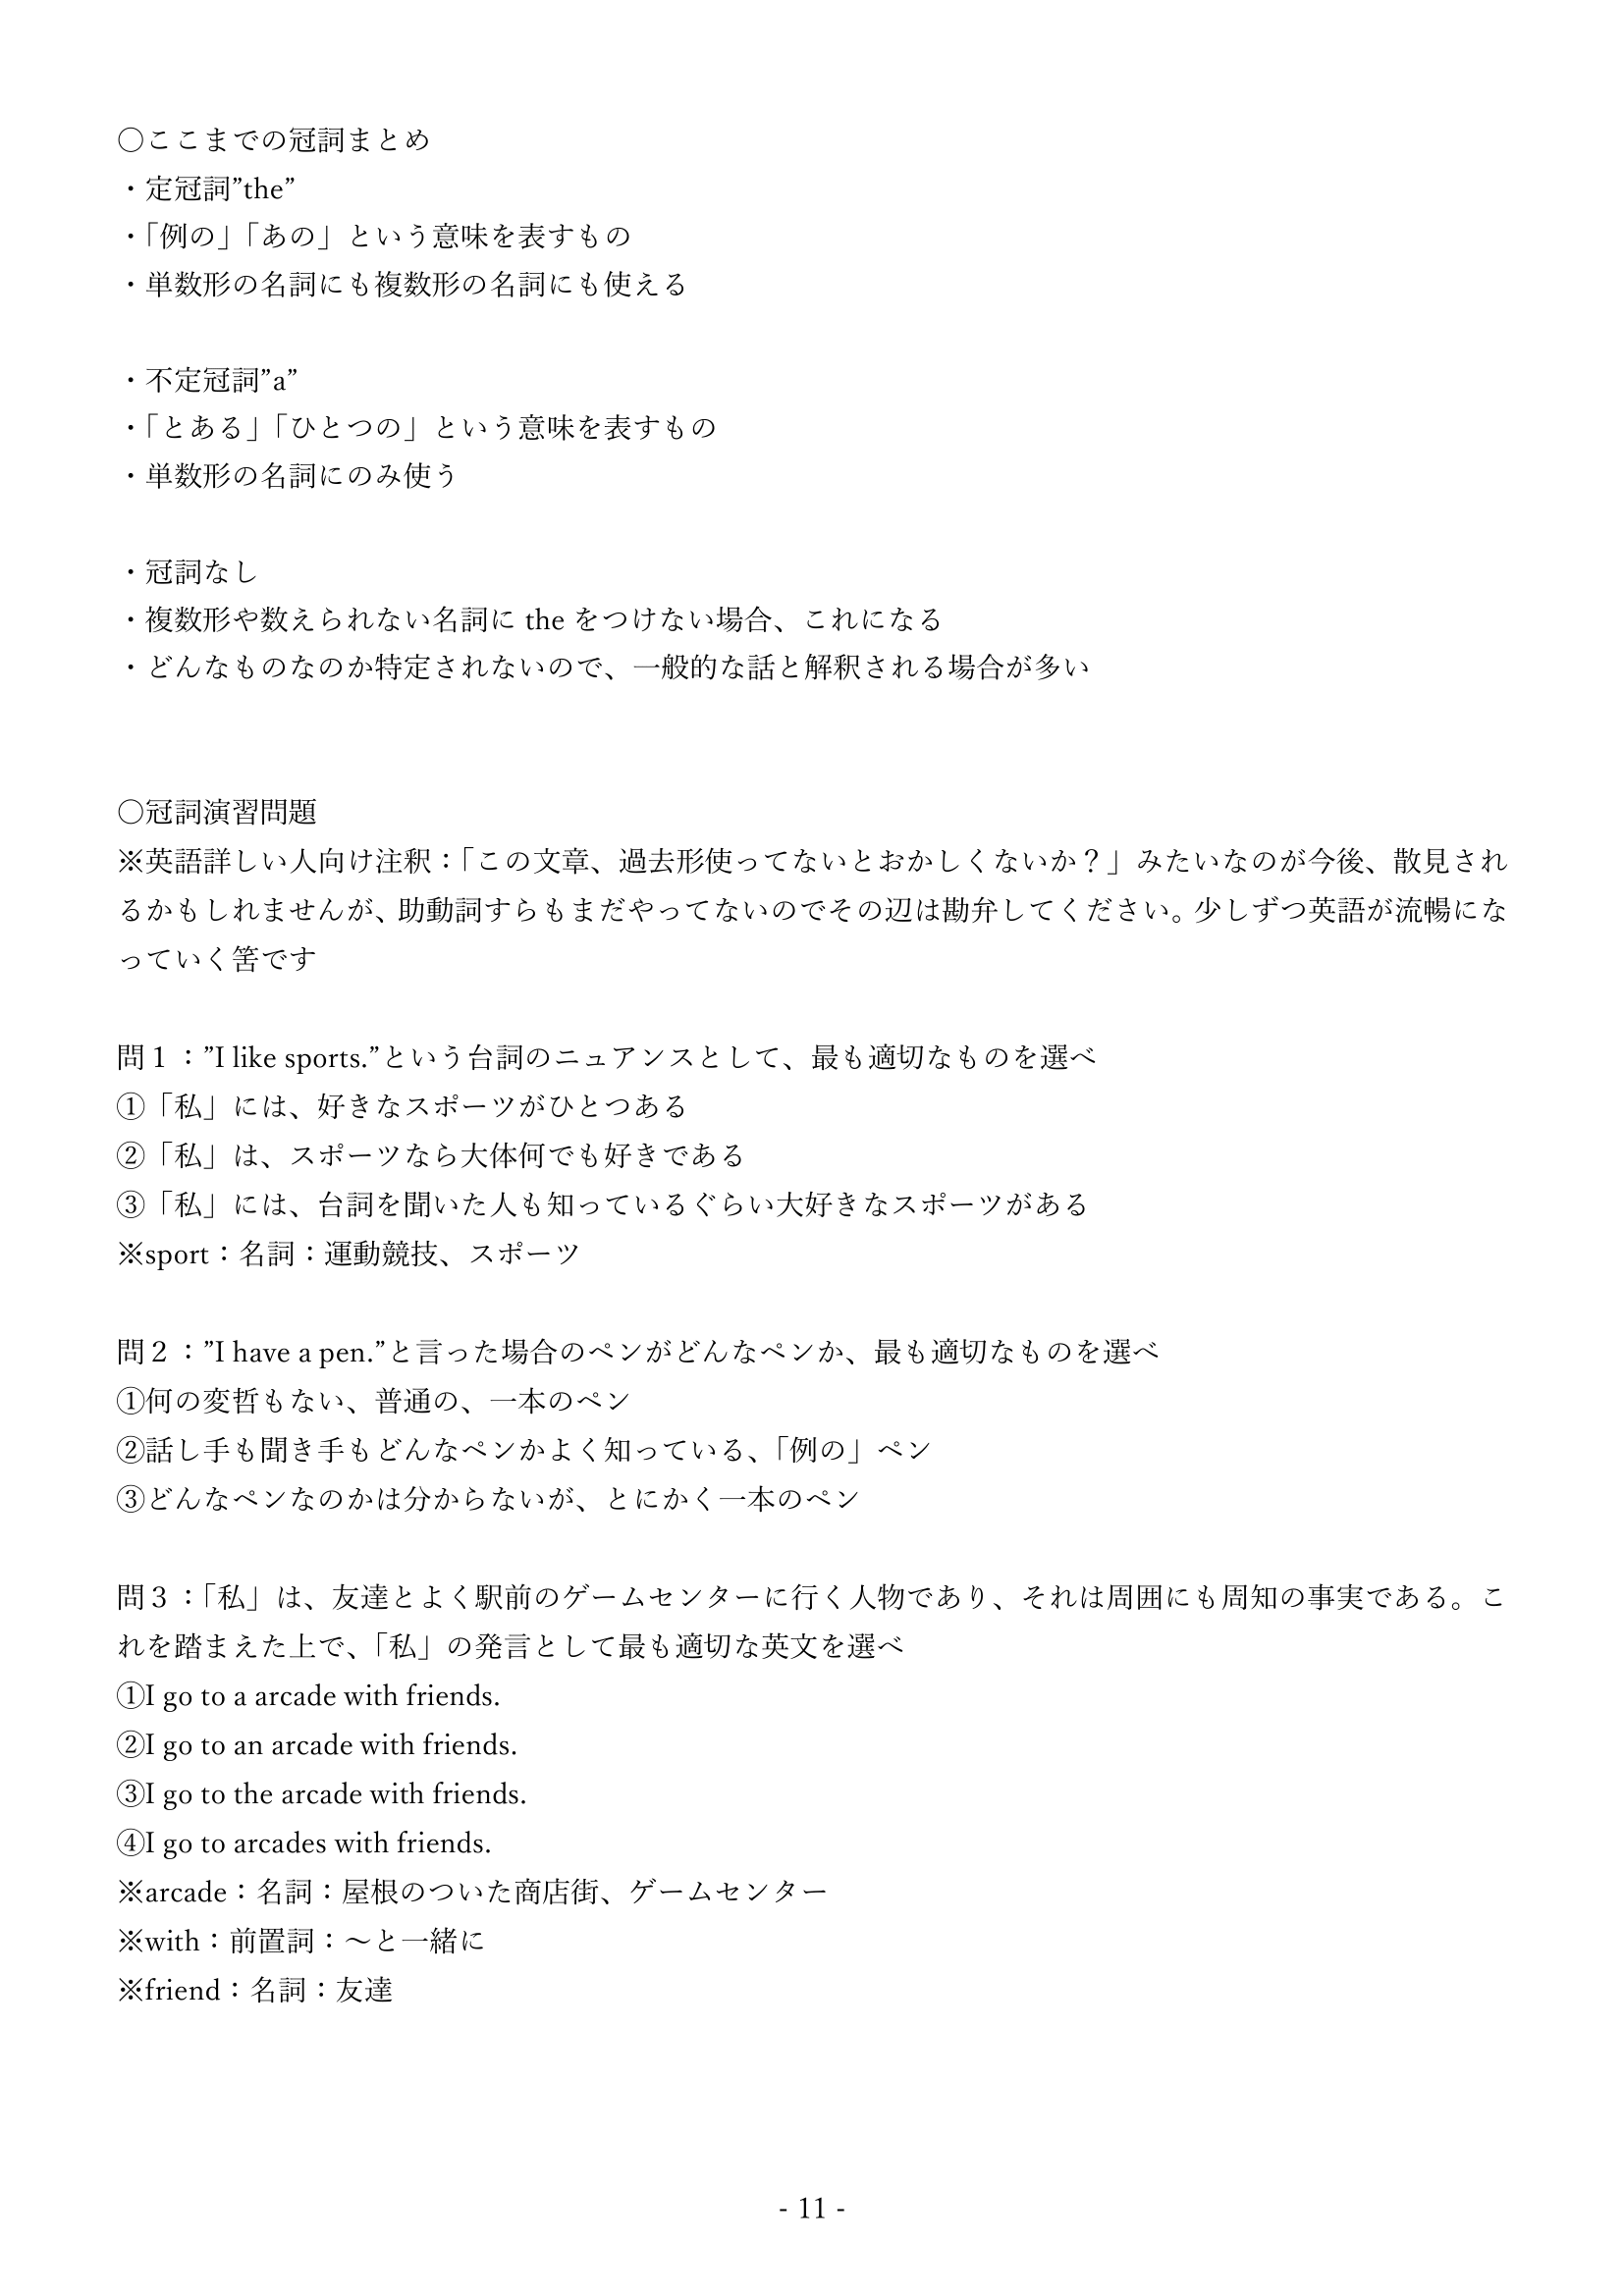 〇ここまでの冠詞まとめ
・定冠詞”the”
・「例の」「あの」という意味を表すもの
・単数形の名詞にも複数形の名詞にも使える
・不定冠詞”a”
・「とある」「ひとつの」という意味を表すもの
・単数形の名詞にのみ使う
・冠詞なし
・複数形や数えられない名詞に the をつけない場合、これになる
・どんなものなのか特定されないので、一般的な話と解釈される場合が多い
〇冠詞演習問題
※英語詳しい人向け注釈：「この文章、過去形使ってないとおかしくないか？」みたいなのが今後、散見され
るかもしれませんが、助動詞すらもまだやってないのでその辺は勘弁してください。少しずつ英語が流暢にな
っていく筈です
問１：”I like sports.”という台詞のニュアンスとして、最も適切なものを選べ
①「私」には、好きなスポーツがひとつある
②「私」は、スポーツなら大体何でも好きである
③「私」には、台詞を聞いた人も知っているぐらい大好きなスポーツがある
※sport：名詞：運動競技、スポーツ
問２：”I have a pen.”と言った場合のペンがどんなペンか、最も適切なものを選べ
①何の変哲もない、普通の、一本のペン
②話し手も聞き手もどんなペンかよく知っている、「例の」ペン
③どんなペンなのかは分からないが、とにかく一本のペン
問３：「私」は、友達とよく駅前のゲームセンターに行く人物であり、それは周囲にも周知の事実である。こ
れを踏まえた上で、「私」の発言として最も適切な英文を選べ
①I go to a arcade with friends.
②I go to an arcade with friends.
③I go to the arcade with friends.
④I go to arcades with friends.
※arcade：名詞：屋根のついた商店街、ゲームセンター
※with：前置詞：～と一緒に
※friend：名詞：友達
- 11 -